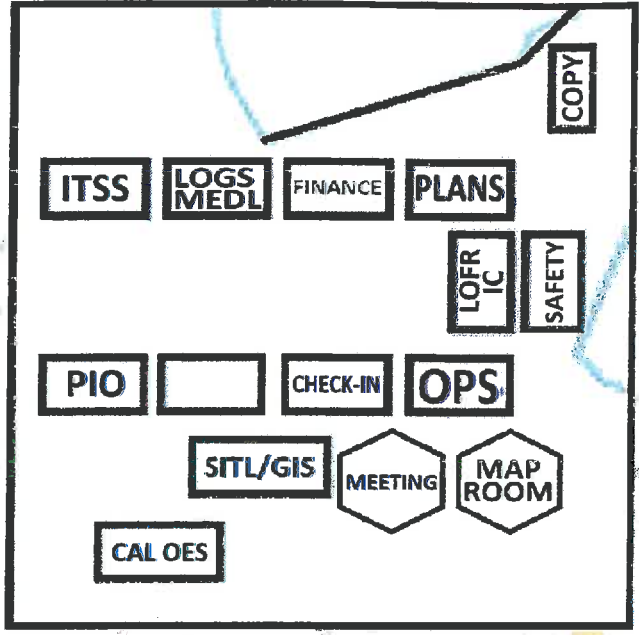 COPY
ITSS
LOGS
MEDL
FINANCE
PLANS
LOFR
IC
SAFETY
PIO
CHECK-IN
OPS
SITL/GIS
MEETING
MAP
ROOM
CAL OES